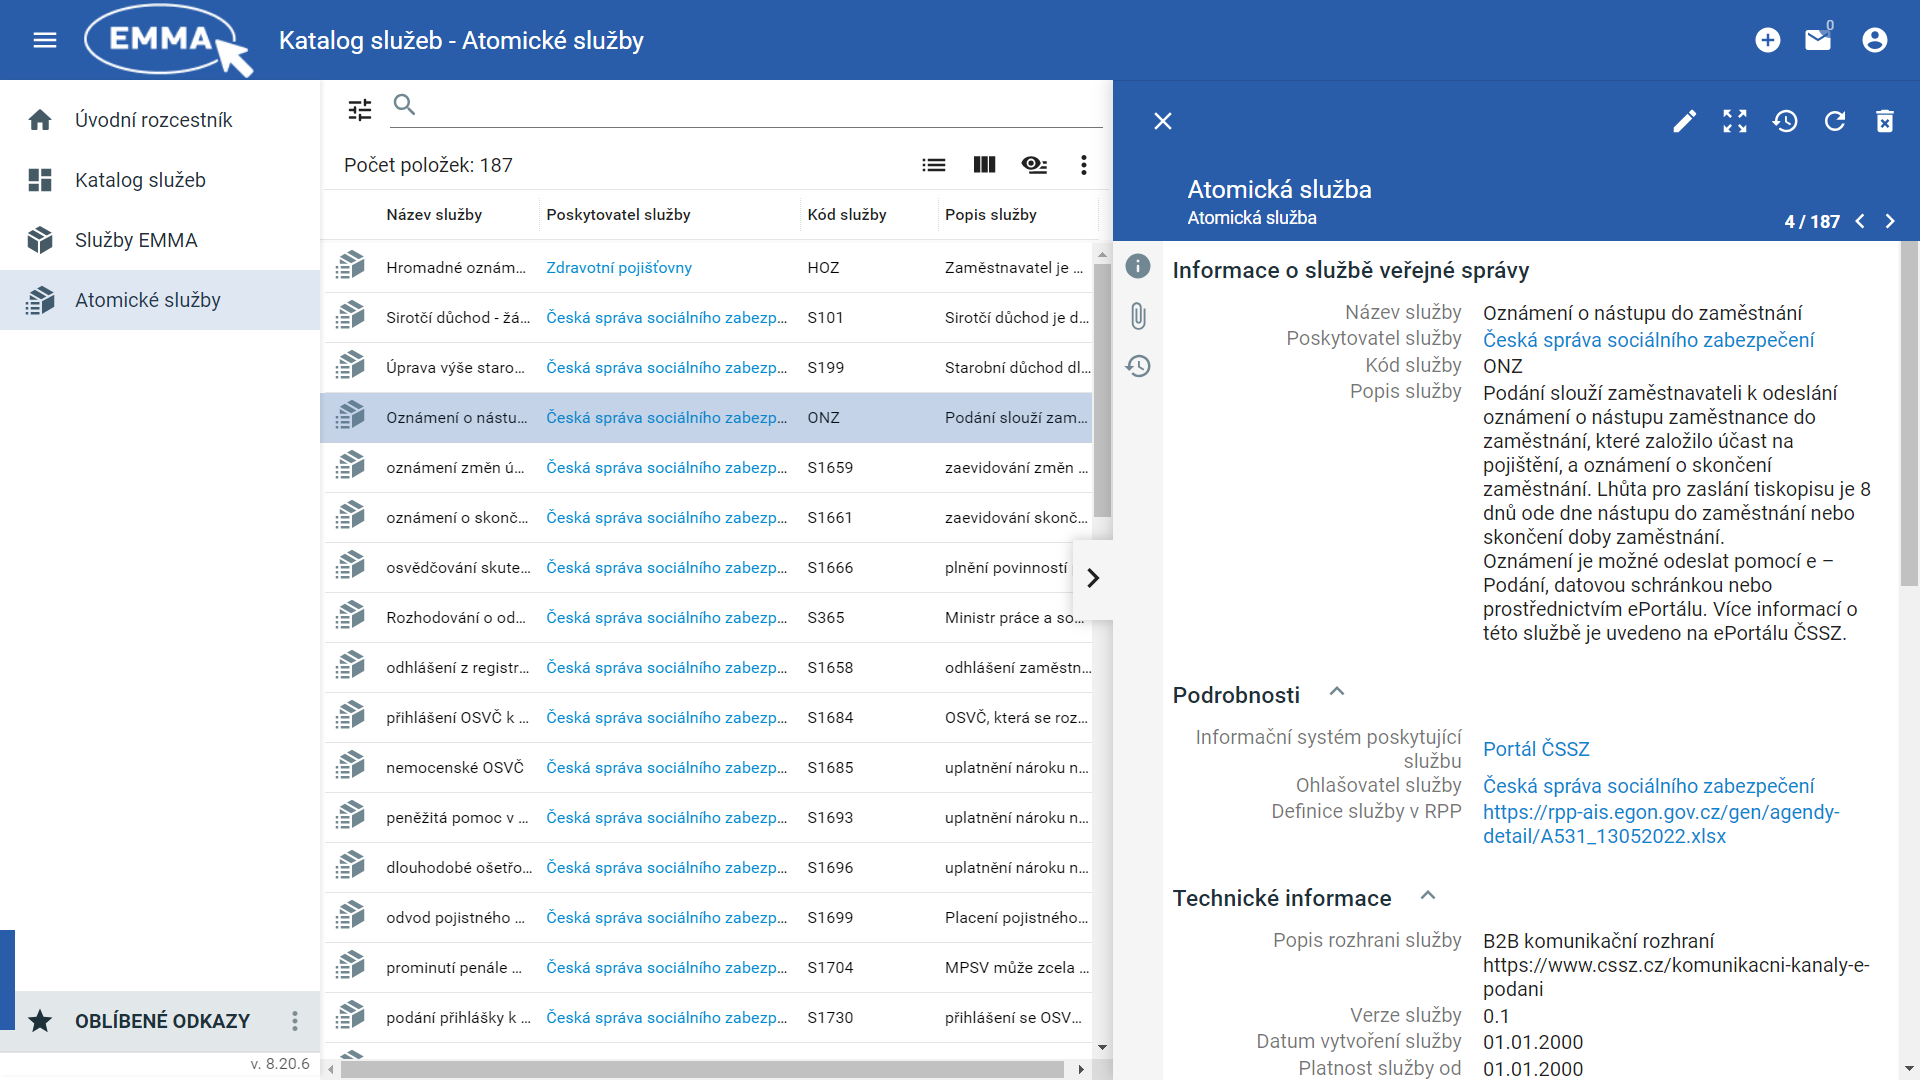 EMMA
Katalog služeb - Atomické služby
0
Úvodní rozcestník
Katalog služeb
Služby EMMA
Atomické služby
OBLÍBENÉ ODKAZY
v. 8.20.6
Počet položek: 187
Název služby Poskytovatel služby Kód služby Popis služby
Hromadné oznám... Zdravotní pojišťovny HOZ Zaměstnavatel je ...
Sirotčí důchod - žá... Česká správa sociálního zabezp... S101 Sirotčí důchod je d...
Úprava výše staro... Česká správa sociálního zabezp... S199 Starobní důchod dl...
Oznámení o nástu... Česká správa sociálního zabezp... ONZ Podání slouží zam...
oznámení změn ú... Česká správa sociálního zabezp... S1659 zaevidování změn ...
oznámení o skonč... Česká správa sociálního zabezp... S1661 zaevidování skonč...
osvědčování skute... Česká správa sociálního zabezp... S1666 plnění povinností
Rozhodování o od... Česká správa sociálního zabezp... S365 Ministr práce a so...
odhlášení z registr... Česká správa sociálního zabezp... S1658 odhlášení zaměstn...
přihlášení OSVČ k ... Česká správa sociálního zabezp... S1684 OSVČ, která se roz...
nemocenské OSVČ Česká správa sociálního zabezp... S1685 uplatnění nároku n...
peněžitá pomoc v ... Česká správa sociálního zabezp... S1693 uplatnění nároku n...
dlouhodobé ošetřo... Česká správa sociálního zabezp... S1696 uplatnění nároku n...
odvod pojistného ... Česká správa sociálního zabezp... S1699 Placení pojistného...
prominutí penále ... Česká správa sociálního zabezp... S1704 MPSV může zcela ...
podání přihlášky k ... Česká správa sociálního zabezp... S1730 přihlášení se OSV...
Atomická služba
Atomická služba
4 / 187
Informace o službě veřejné správy
Název služby Oznámení o nástupu do zaměstnání
Poskytovatel služby Česká správa sociálního zabezpečení
Kód služby ONZ
Popis služby Podání slouží zaměstnavateli k odeslání
oznámení o nástupu zaměstnance do
zaměstnání, které založilo účast na
pojištění, a oznámení o skončení
zaměstnání. Lhůta pro zaslání tiskopisu je 8
dnů ode dne nástupu do zaměstnání nebo
skončení doby zaměstnání.
Oznámení je možné odeslat pomocí e –
Podání, datovou schránkou nebo
prostřednictvím ePortálu. Více informací o
této službě je uvedeno na ePortálu ČSSZ.
Podrobnosti
Informační systém poskytující
službu Portál ČSSZ
Ohlašovatel služby Česká správa sociálního zabezpečení
Definice služby v RPP https://rpp-ais.egon.gov.cz/gen/agendy-
detail/A531_13052022.xlsx
Technické informace
Popis rozhrani služby B2B komunikační rozhraní
https://www.cssz.cz/komunikacni-kanaly-e-
podani
Verze služby 0.1
Datum vytvoření služby 01.01.2000
Platnost služby od 01.01.2000